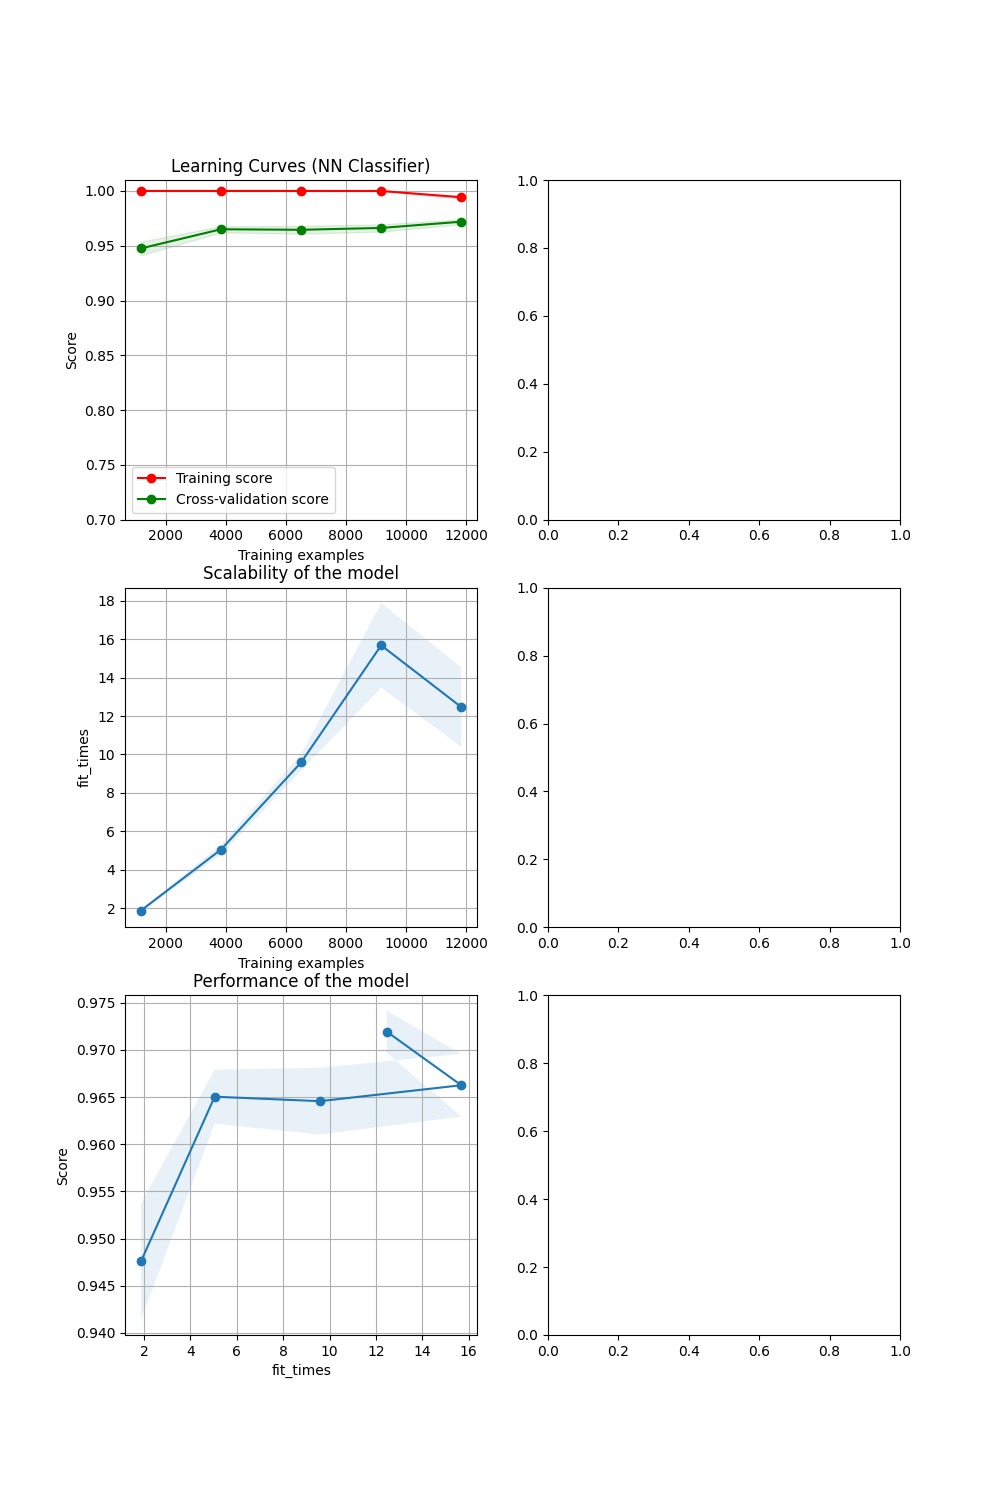 Learning Curves (NN Classifier)
1.00
0.95
0.90
0.85
0.80
0.75
0.70
Score
Training score
Cross-validation score
2000 4000 6000 8000 10000 12000
Training examples
1.0
0.8
0.6
0.4
0.2
0.0
0.0 0.2 0.4 0.6 0.8 1.0
Scalability of the model
18
16
14
12
10
8
6
4
2
fit_times
2000 4000 6000 8000 10000 12000
Training examples
1.0
0.8
0.6
0.4
0.2
0.0
0.0 0.2 0.4 0.6 0.8 1.0
Performance of the model
0.975
0.970
0.965
0.960
0.955
0.950
0.945
0.940
Score
2 4 6 8 10 12 14 16
fit_times
1.0
0.8
0.6
0.4
0.2
0.0
0.0 0.2 0.4 0.6 0.8 1.0